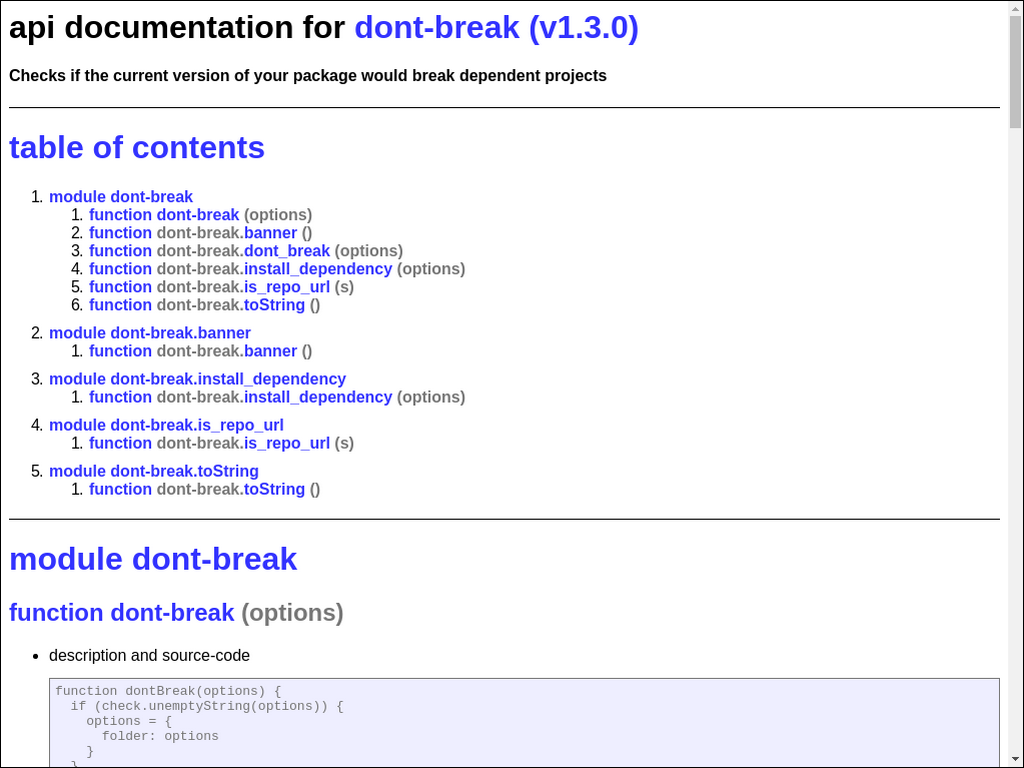 api documentation for dont-break (v1.3.0)
Checks if the current version of your package would break dependent projects
table of contents
1. module dont-break
1. function dont-break (options)
2. function dont-break.banner ()
3. function dont-break.dont_break (options)
4. function dont-break.install_dependency (options)
5. function dont-break.is_repo_url (s)
6. function dont-break.toString ()
2. module dont-break.banner
1. function dont-break.banner ()
3. module dont-break.install_dependency
1. function dont-break.install_dependency (options)
4. module dont-break.is_repo_url
1. function dont-break.is_repo_url (s)
5. module dont-break.toString
1. function dont-break.toString ()
module dont-break
function dont-break (options)
• description and source-code
function dontBreak(options) {
  if (check.unemptyString(options)) {
    options = {
      folder: options
    }
  }